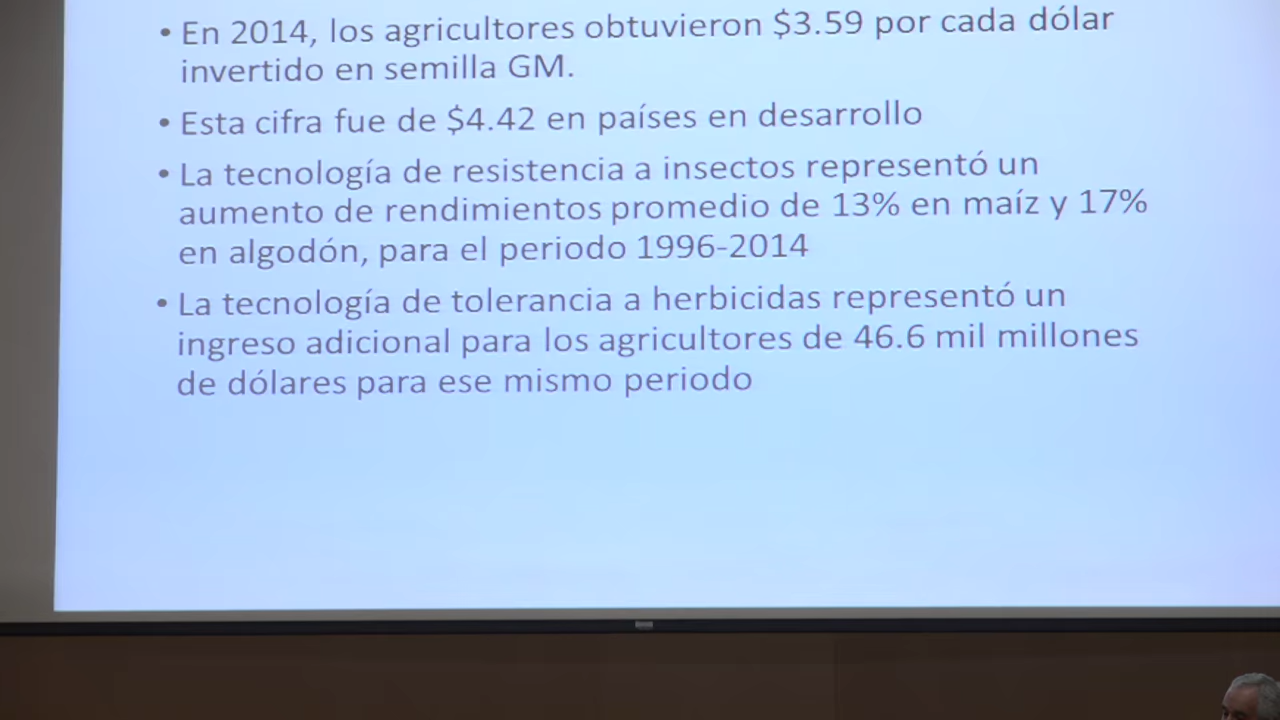 • En 2014, los agricultores obtuvieron $3.59 por cada dólar
invertido en semilla GM.
• Esta cifra fue de $4.42 en países en desarrollo
• La tecnología de resistencia a insectos representó un
aumento de rendimientos promedio de 13% en maíz y 17%
en algodón, para el periodo 1996-2014
• La tecnología de tolerancia a herbicidas representó un
ingreso adicional para los agricultores de 46.6 mil millones
de dólares para ese mismo periodo